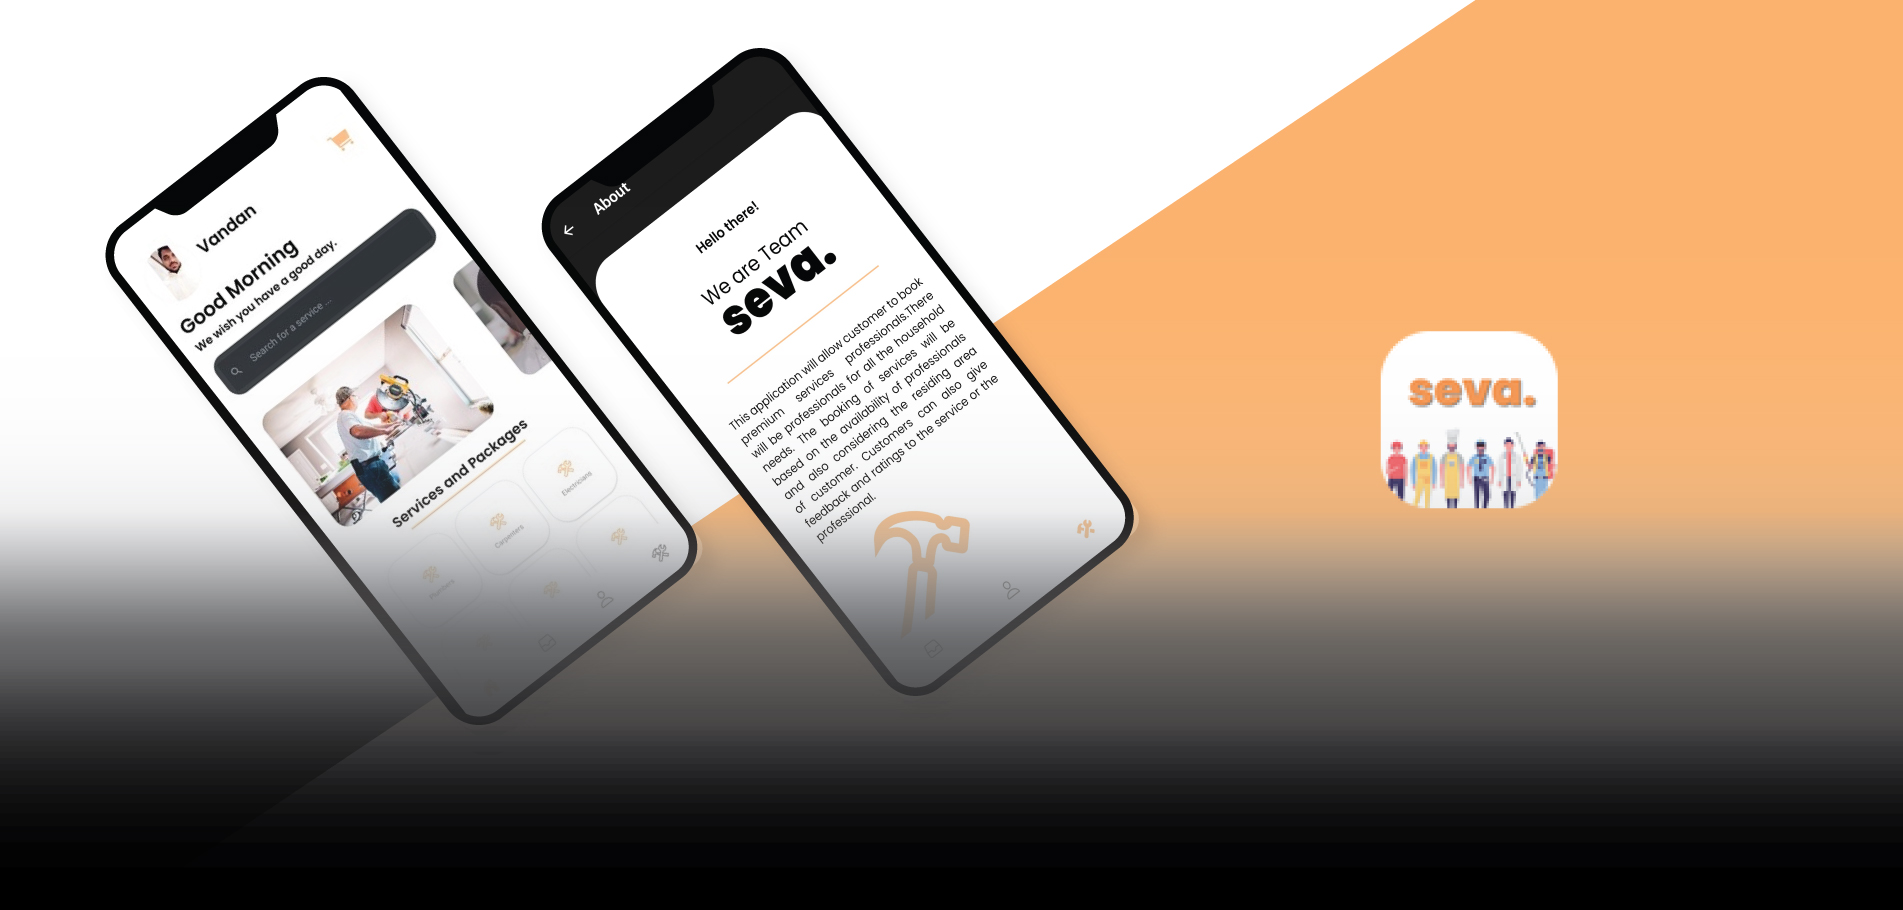 Vandan
Good Morning
We wish you have a good day.
Search for a service ...
Services and Packages
Electricians
Carpenters
Plumbers
About
Hello there!
We are Team
seva.
This application will allow customer to book
premium services professionals.There
will be professionals for all the household
needs. The booking of services will be
based on the availability of professionals
and also considering the residing area
of customer. Customers can also give
feedback and ratings to the service or the
professional.
seva.